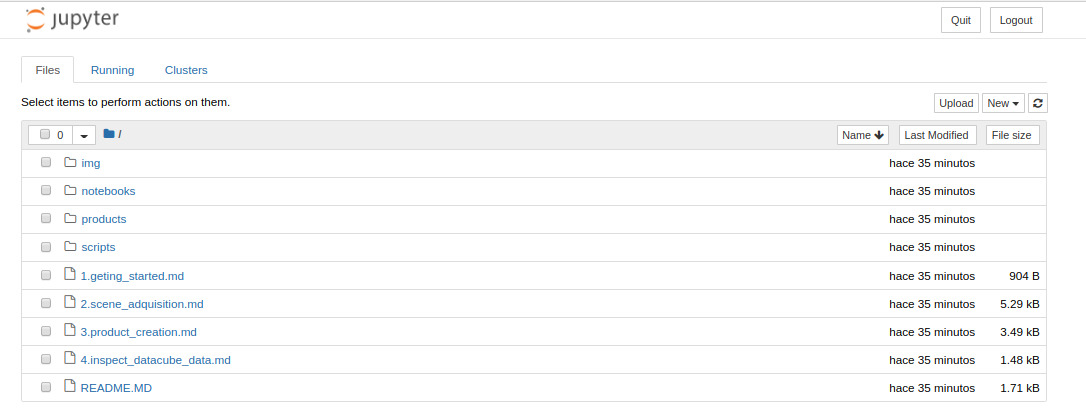 jupyter Quit Logout
Files Running Clusters
Select items to perform actions on them. Upload New
0 / Name Last Modified File size
img hace 35 minutos
notebooks hace 35 minutos
products hace 35 minutos
scripts hace 35 minutos
1.geting_started.md hace 35 minutos 904 B
2.scene_adquisition.md hace 35 minutos 5.29 kB
3.product_creation.md hace 35 minutos 3.49 kB
4.inspect_datacube_data.md hace 35 minutos 1.48 kB
README.MD hace 35 minutos 1.71 kB